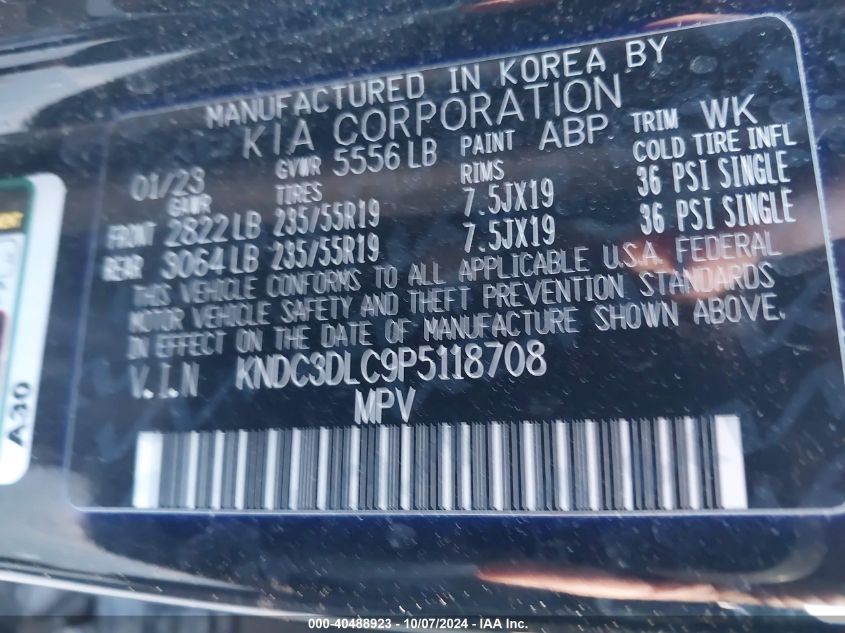 MANUFACTURED IN KOREA BY
KIA CORPORATION
01/23 GVWR 5556 LB PAINT ABP TRIM WK
GAWR TIRES RIMS COLD TIRE INFL
FRONT 2822 LB 235/55R19 7.5JX19 36 PSI SINGLE
REAR 3064 LB 235/55R19 7.5JX19 36 PSI SINGLE
THIS VEHICLE CONFORMS TO ALL APPLICABLE U.S.A. FEDERAL
MOTOR VEHICLE SAFETY AND THEFT PREVENTION STANDARDS
IN EFFECT ON THE DATE OF MANUFACTURE SHOWN ABOVE.
V.I.N KNDC3DLC9P5118708
MPV
A30
000-40488923 - 10/07/2024 - IAA Inc.